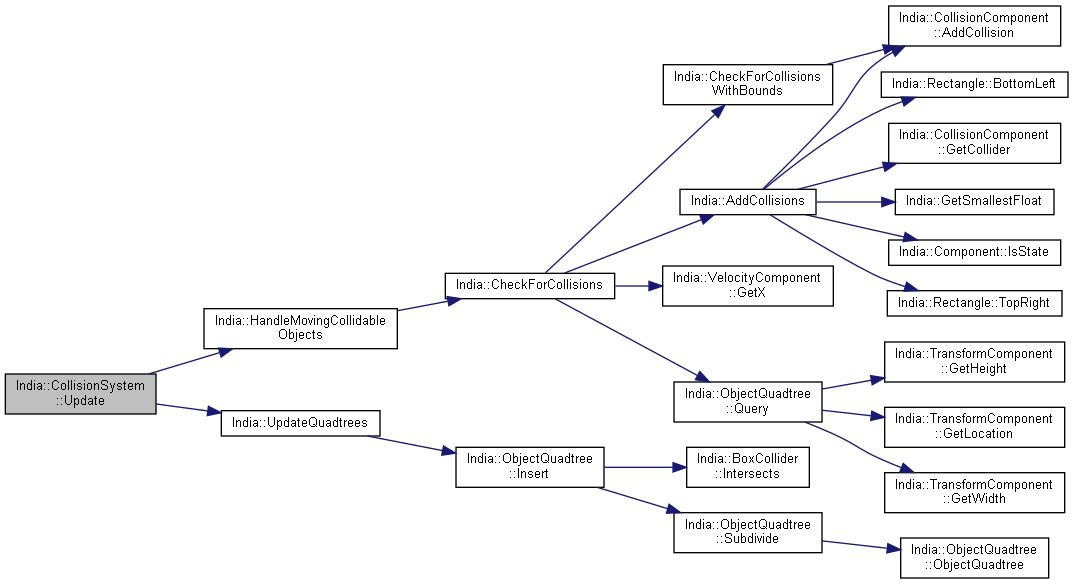 India::CollisionSystem
::Update
India::HandleMovingCollidable
Objects
India::UpdateQuadtrees
India::CheckForCollisions
India::ObjectQuadtree
::Insert
India::CheckForCollisions
WithBounds
India::AddCollisions
India::VelocityComponent
::GetX
India::ObjectQuadtree
::Query
India::BoxCollider
::Intersects
India::ObjectQuadtree
::Subdivide
India::CollisionComponent
::AddCollision
India::Rectangle::BottomLeft
India::CollisionComponent
::GetCollider
India::GetSmallestFloat
India::Component::IsState
India::Rectangle::TopRight
India::TransformComponent
::GetHeight
India::TransformComponent
::GetLocation
India::TransformComponent
::GetWidth
India::ObjectQuadtree
::ObjectQuadtree